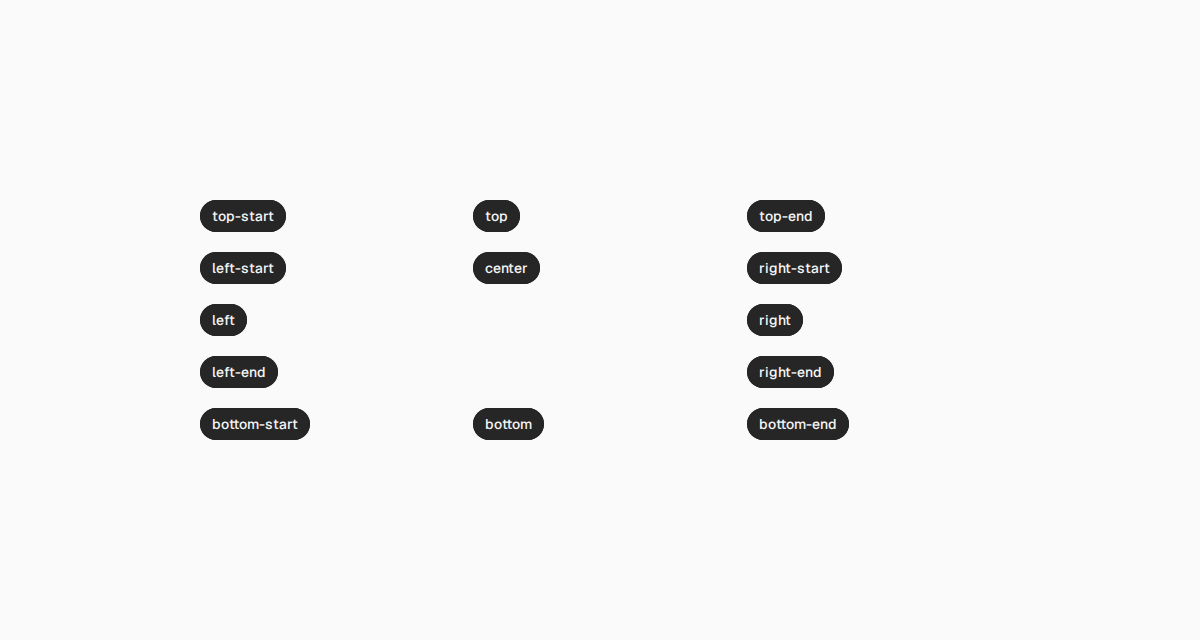 top-start
top
top-end
left-start
center
right-start
left
right
left-end
right-end
bottom-start
bottom
bottom-end